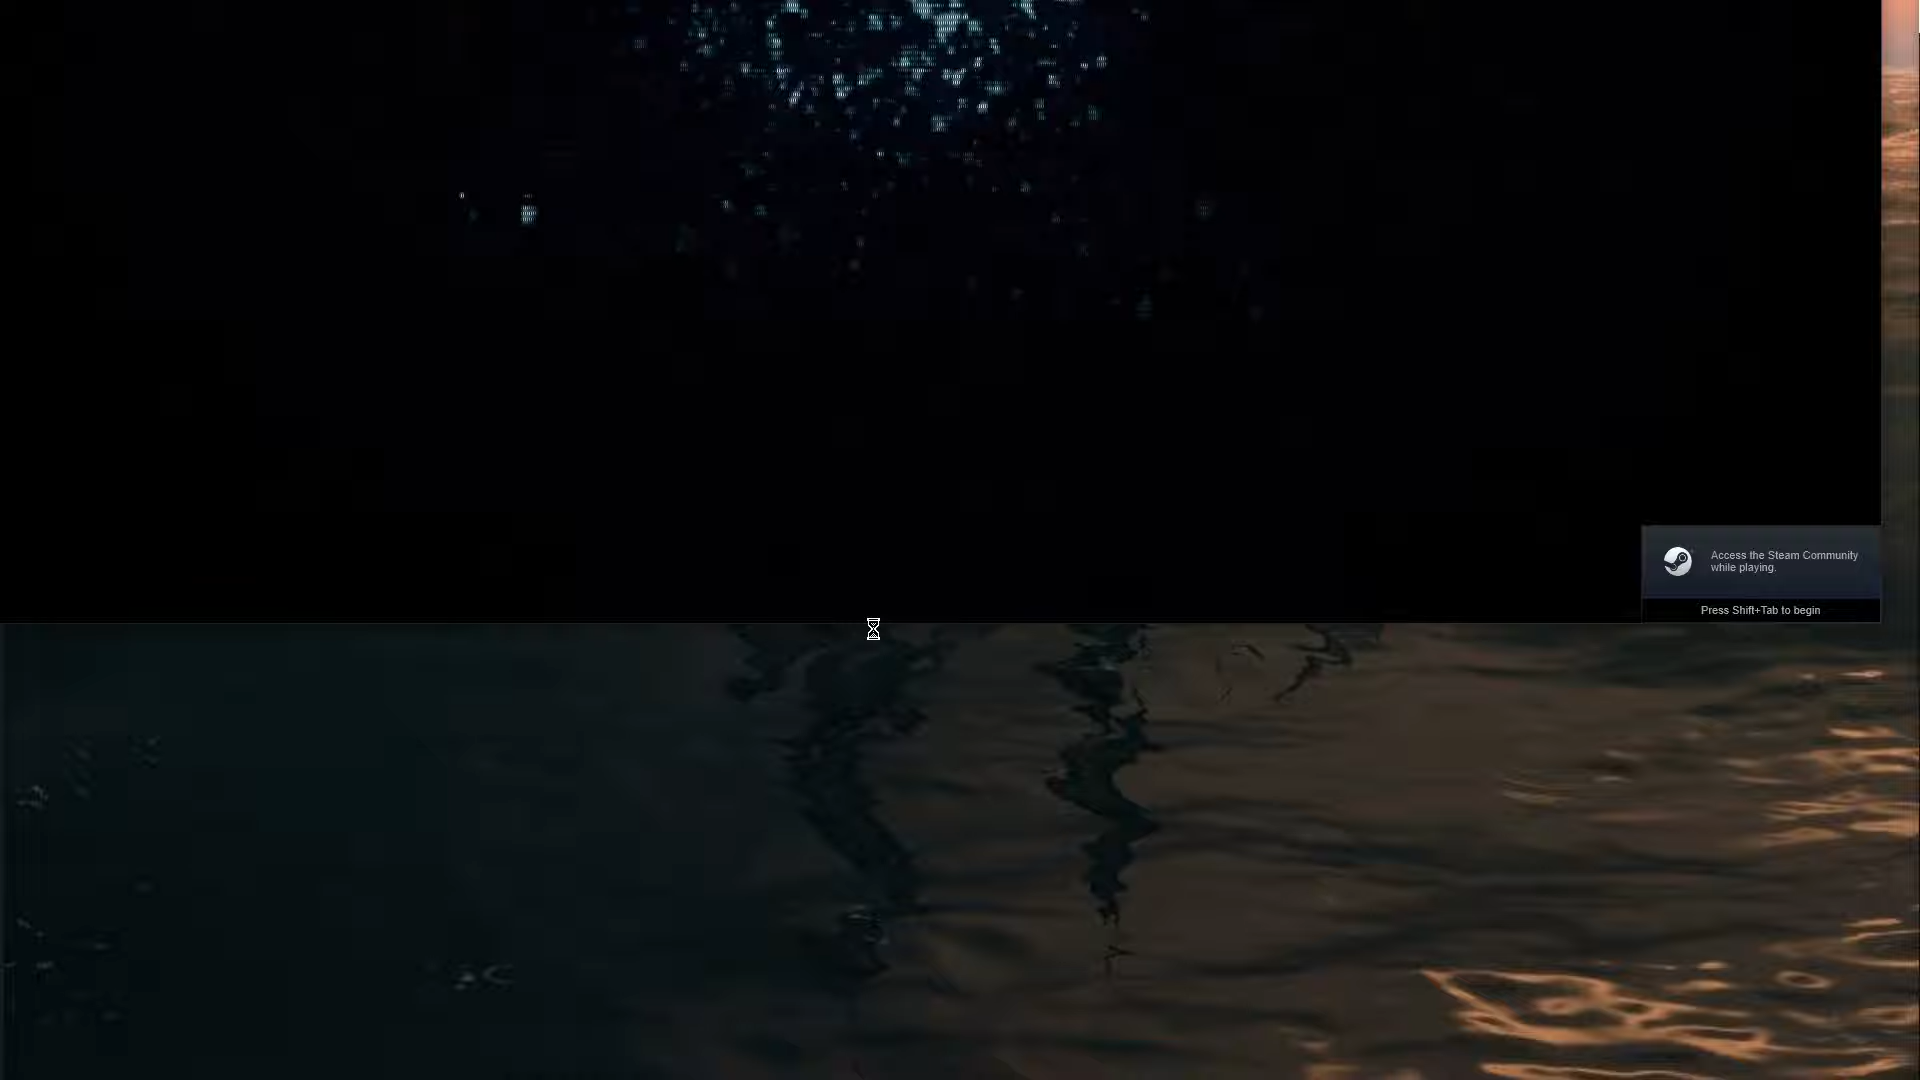 Access the Steam Community
while playing.
Press Shift+Tab to begin